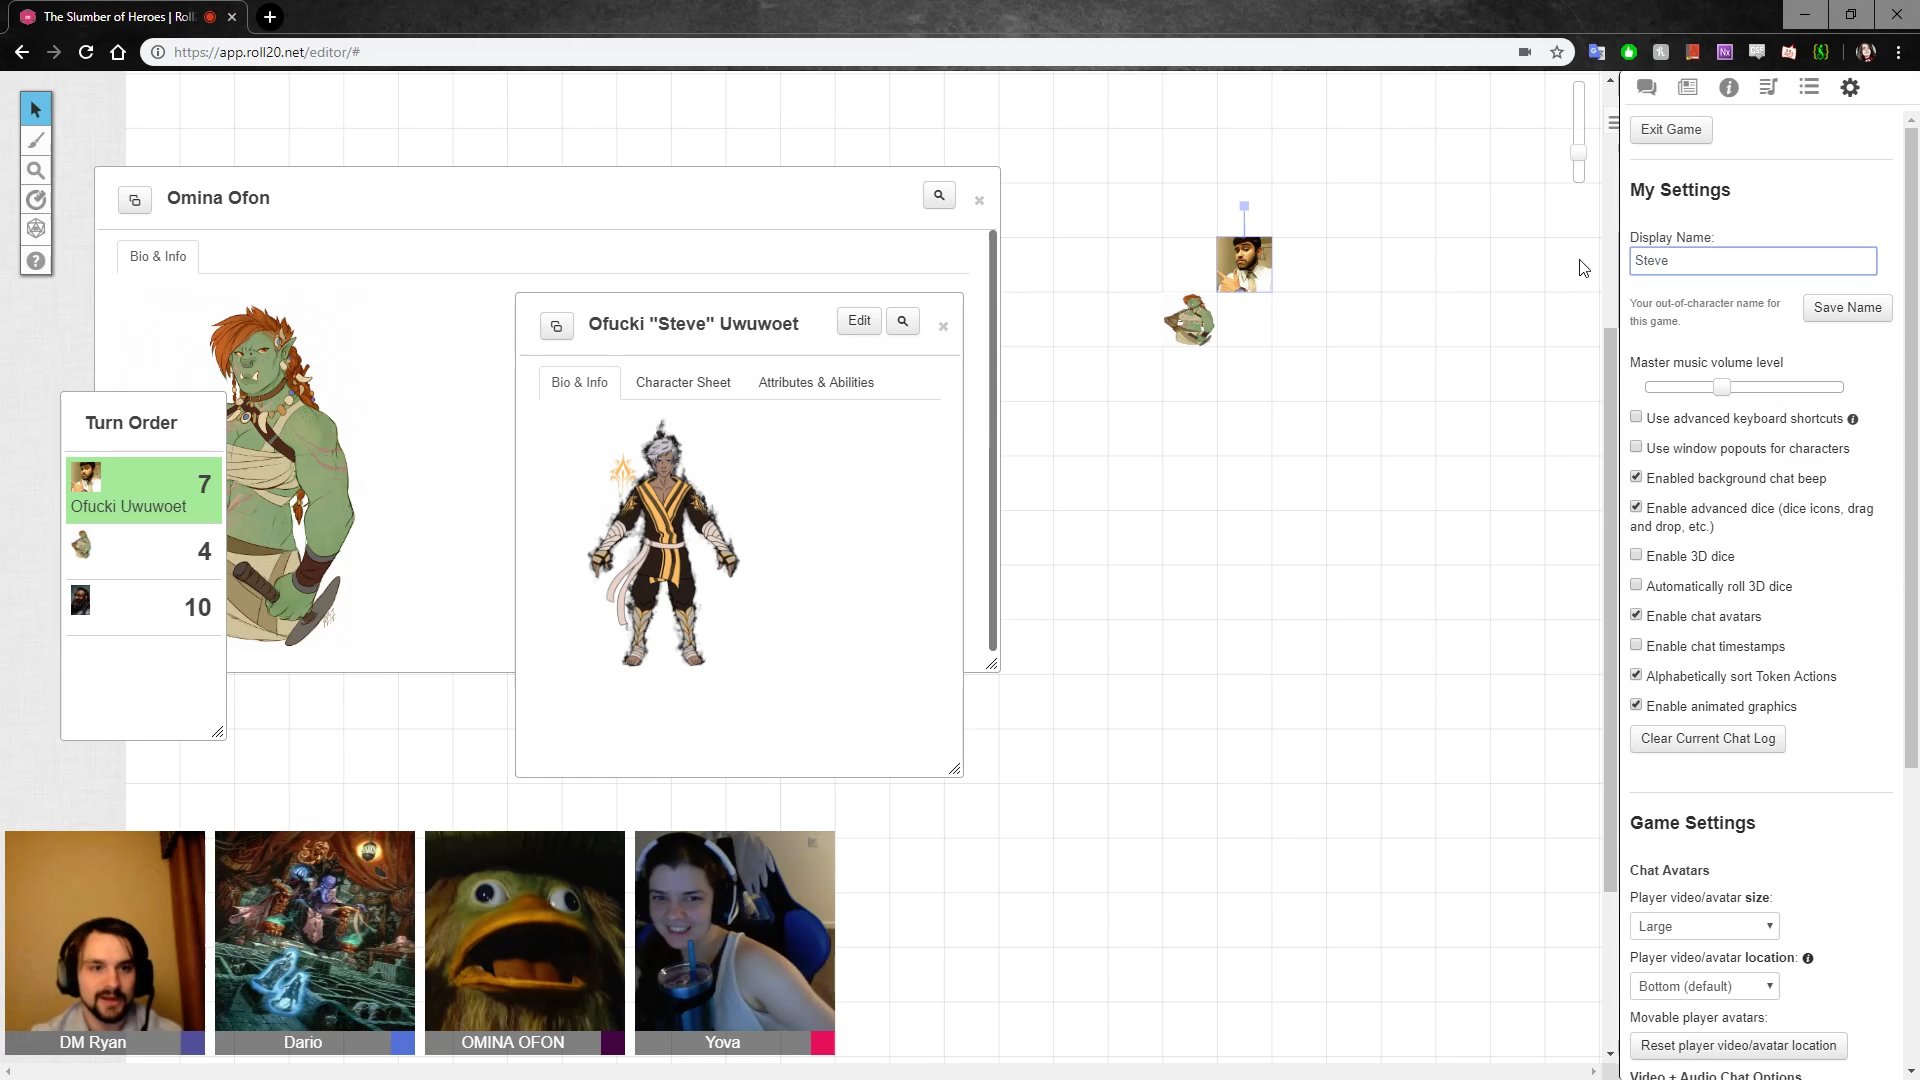 The Slumber of Heroes | Roll
https://app.roll20.net/editor/#
Exit Game
My Settings
Display Name:
Steve
Your out-of-character name for
this game.
Save Name
Master music volume level
Use advanced keyboard shortcuts
Use window popouts for characters
Enabled background chat beep
Enable advanced dice (dice icons, drag
and drop, etc.)
Enable 3D dice
Automatically roll 3D dice
Enable chat avatars
Enable chat timestamps
Alphabetically sort Token Actions
Enable animated graphics
Clear Current Chat Log
Game Settings
Chat Avatars
Player video/avatar size:
Large
Player video/avatar location:
Bottom (default)
Movable player avatars:
Reset player video/avatar location
Video + Audio Chat Options
Omina Ofon
Bio & Info
Ofucki "Steve" Uwuwoet
Edit
Bio & Info
Character Sheet
Attributes & Abilities
Turn Order
7
Ofucki Uwuwoet
4
10
DM Ryan
Dario
OMINA OFON
Yova